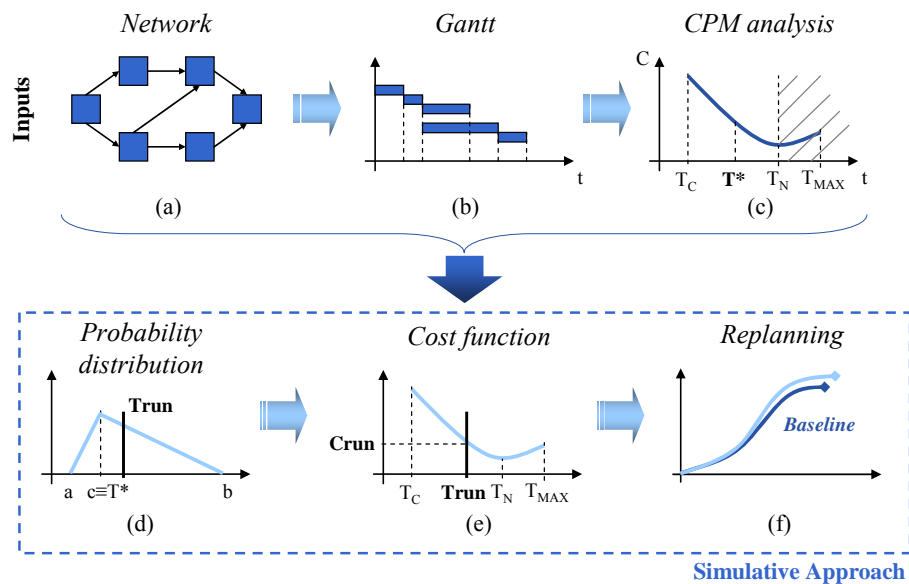 Network
Gantt
CPM analysis
Inputs
C
t
T_C
T*
T_N
T_MAX
t
(a)
(b)
(c)
Probability
distribution
Cost function
Replanning
Trun
a
c≡T*
b
Crun
T_C
Trun
T_N
T_MAX
Baseline
(d)
(e)
(f)
Simulative Approach